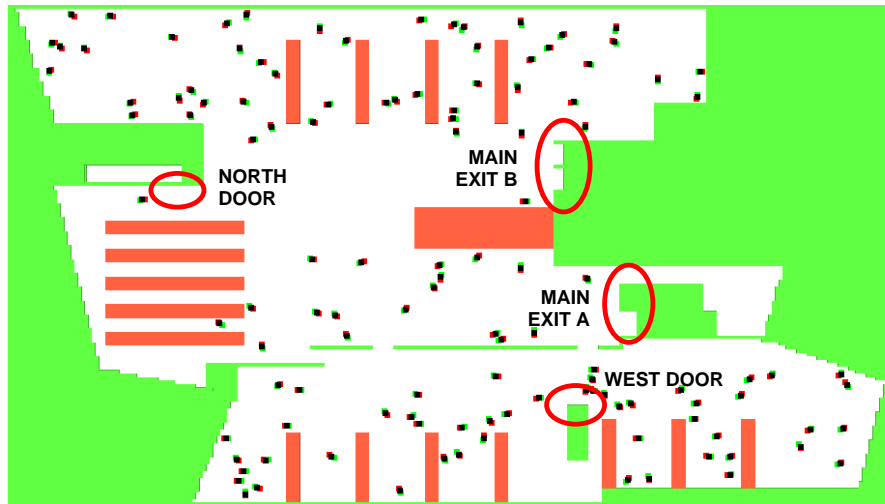 MAIN
EXIT B
NORTH
DOOR
MAIN
EXIT A
WEST DOOR